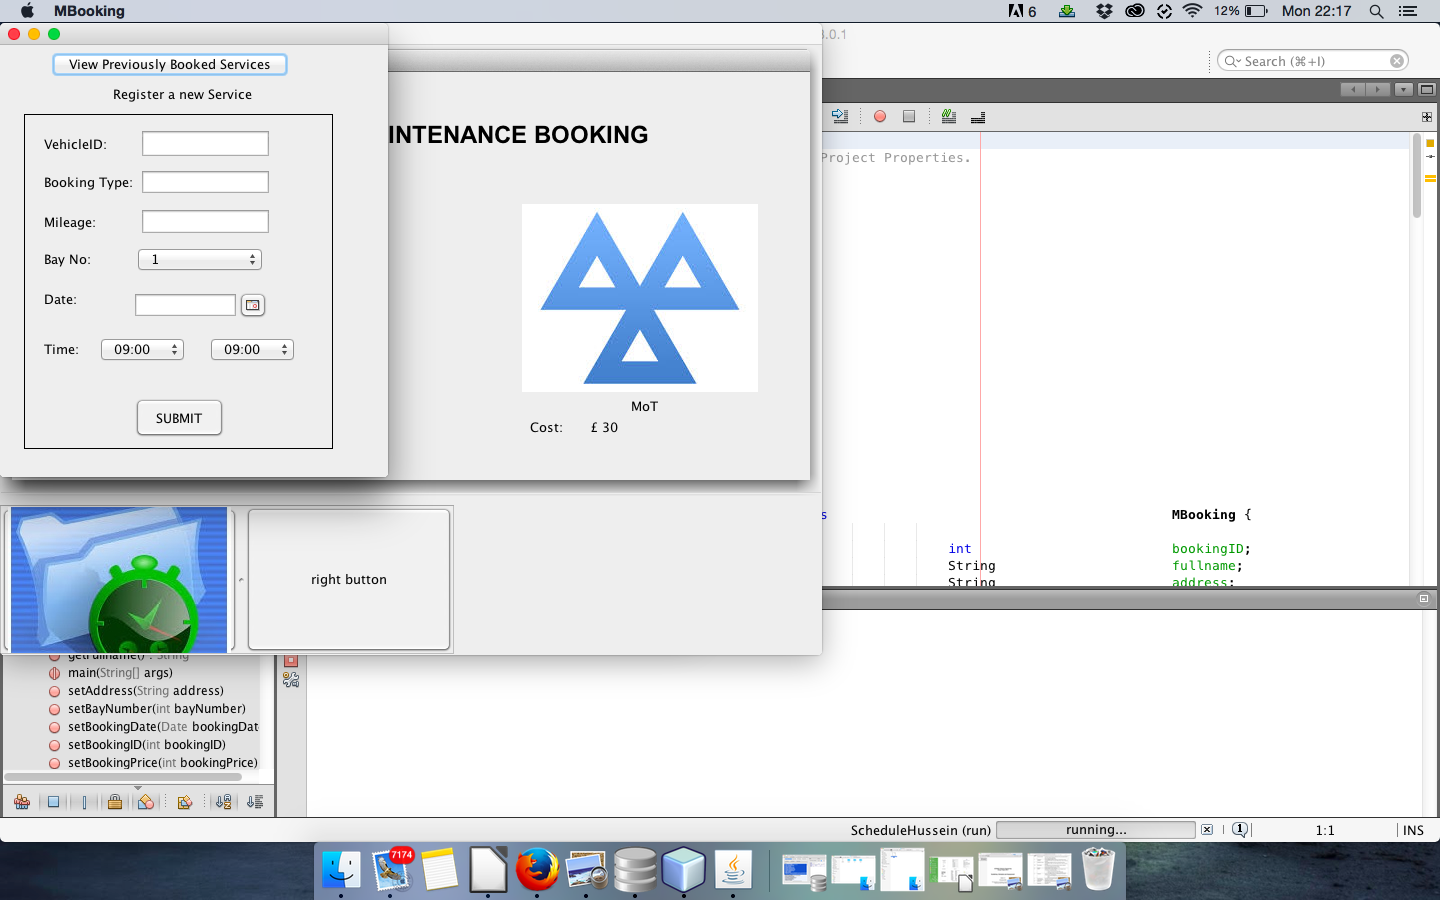 MBooking
6
12%
Mon 22:17
View Previously Booked Services
Register a new Service
VehicleID:
Booking Type:
Mileage:
Bay No:
1
Date:
Time:
09:00
09:00
SUBMIT
INTENANCE BOOKING
MoT
Cost:
£ 30
right button
.0.1
Search (⌘+I)
Project Properties.
s
MBooking {
int
bookingID;
String
fullname;
String
address;
getFullname() : String
main(String[] args)
setAddress(String address)
setBayNumber(int bayNumber)
setBookingDate(Date bookingDat
setBookingID(int bookingID)
setBookingPrice(int bookingPrice)
ScheduleHussein (run)
running...
1
1:1
INS
7174